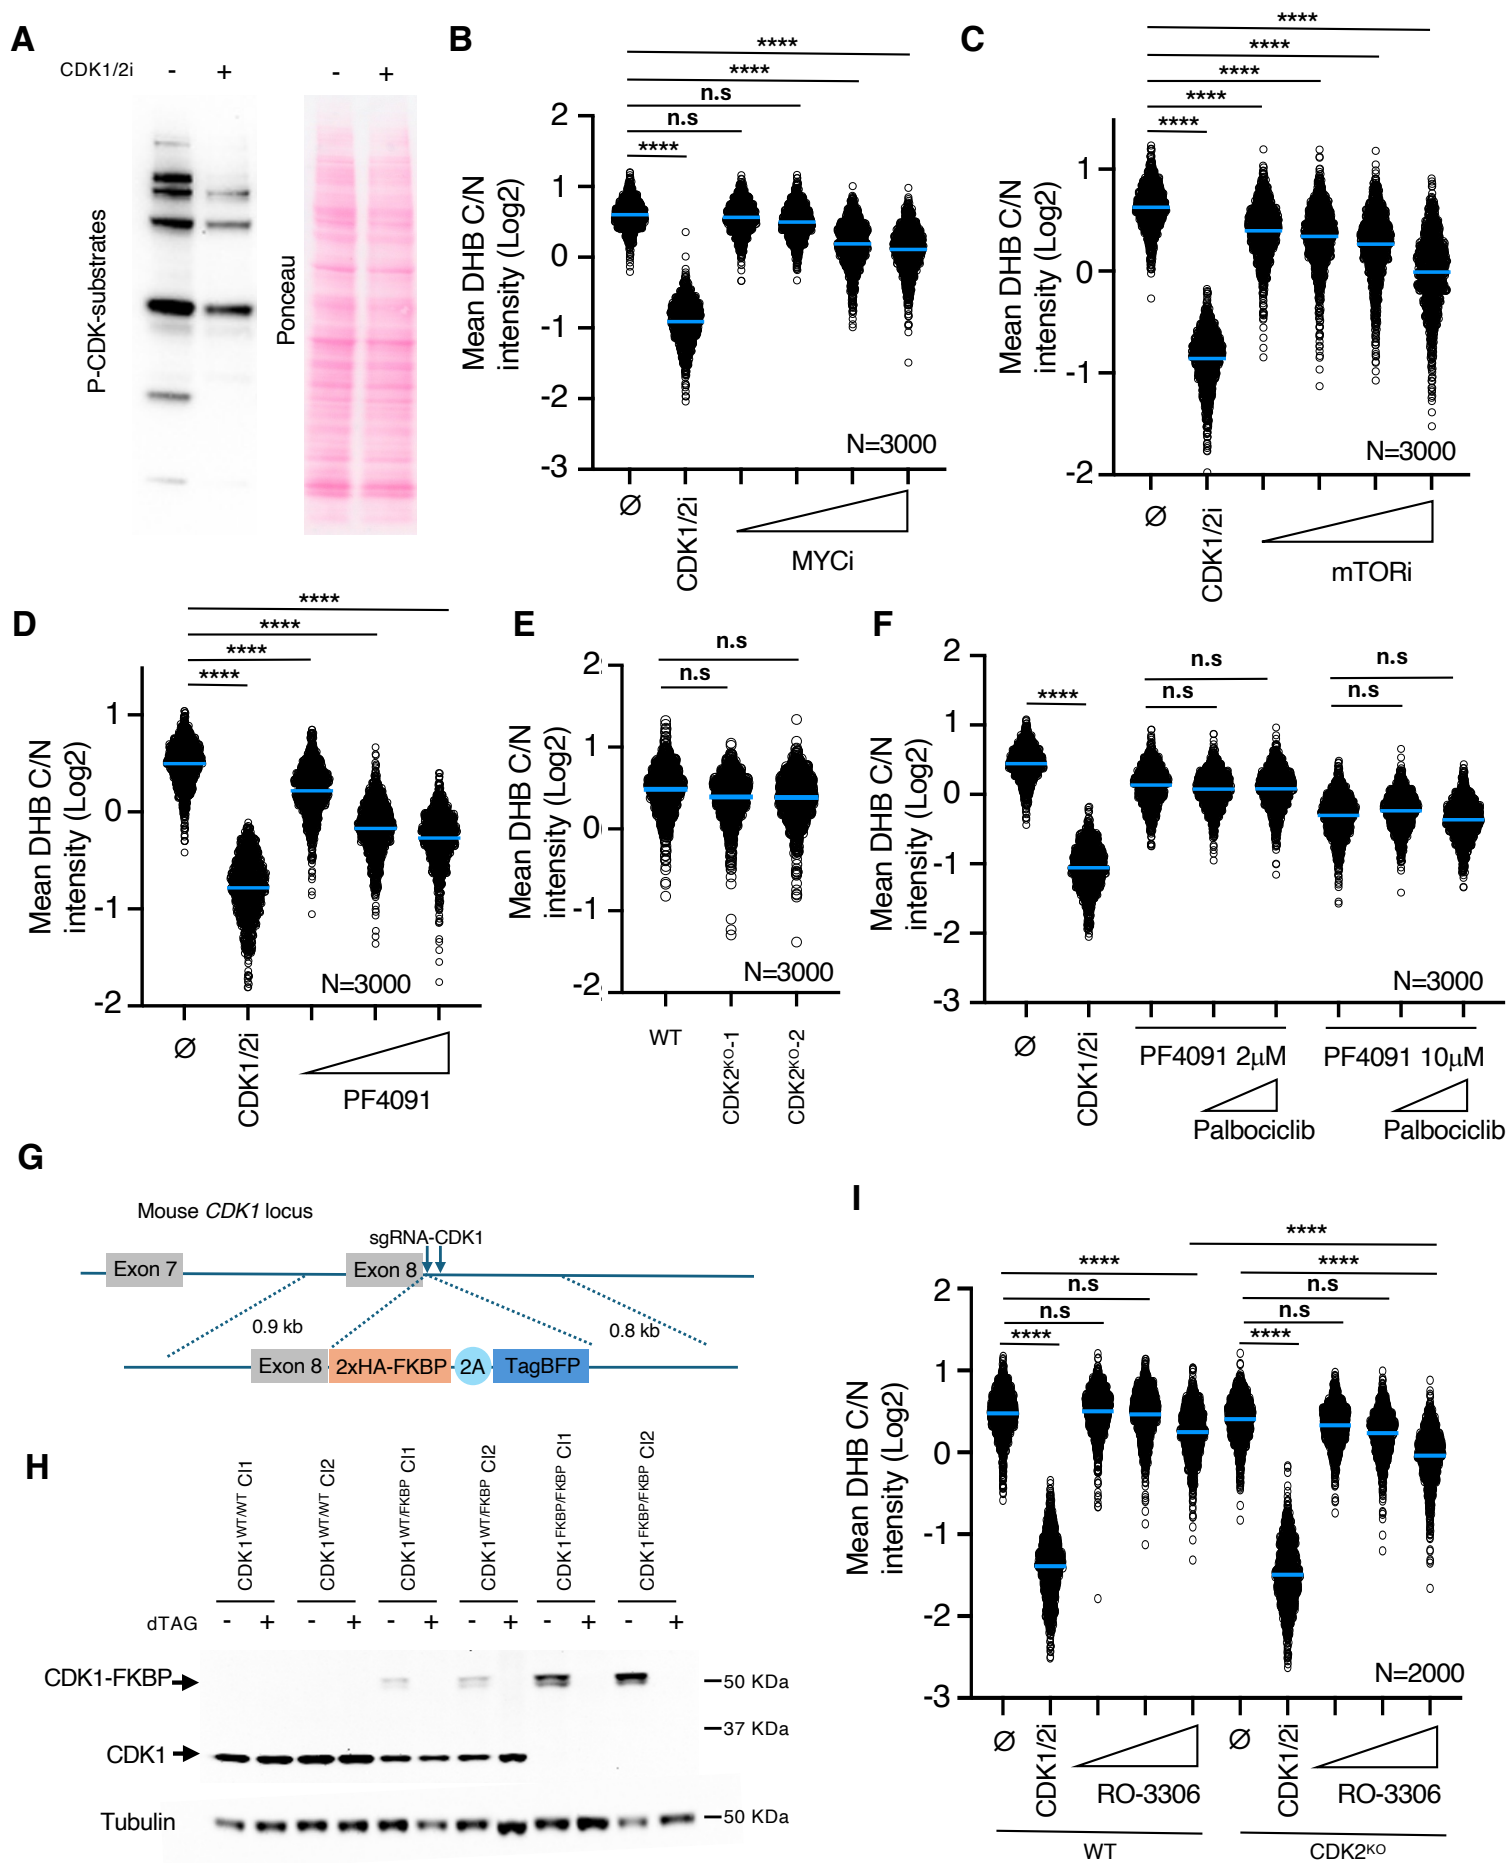 A
CDK1/2i
- +
- +
P-CDK-substrates
Ponceau
B
****
****
n.s
n.s
****
2
1
0
-1
-2
-3
Mean DHB C/N
intensity (Log2)
N=3000
Ø
CDK1/2i
MYCi
C
****
****
****
****
****
1
0
-1
-2
Mean DHB C/N
intensity (Log2)
N=3000
Ø
CDK1/2i
mTORi
D
****
****
****
****
1
0
-1
-2
Mean DHB C/N
intensity (Log2)
N=3000
Ø
CDK1/2i
PF4091
E
n.s
n.s
2
1
0
-1
-2
Mean DHB C/N
intensity (Log2)
N=3000
WT
CDK2KO-1
CDK2KO-2
F
****
n.s
n.s
n.s
n.s
2
1
0
-1
-2
-3
Mean DHB C/N
intensity (Log2)
N=3000
Ø
CDK1/2i
PF4091 2μM
PF4091 10μM
Palbociclib
Palbociclib
G
Mouse CDK1 locus
sgRNA-CDK1
Exon 7
Exon 8
0.9 kb
0.8 kb
Exon 8
2xHA-FKBP
2A
TagBFP
H
CDK1WT/WT Cl1
CDK1WT/WT Cl2
CDK1WT/FKBP Cl1
CDK1WT/FKBP Cl2
CDK1FKBP/FKBP Cl1
CDK1FKBP/FKBP Cl2
dTAG - + - + - + - + - + - +
CDK1-FKBP
50 KDa
37 KDa
CDK1
Tubulin
50 KDa
I
****
****
****
n.s
n.s
n.s
n.s
****
****
2
1
0
-1
-2
-3
Mean DHB C/N
intensity (Log2)
N=2000
Ø
CDK1/2i
RO-3306
Ø
CDK1/2i
RO-3306
WT
CDK2KO